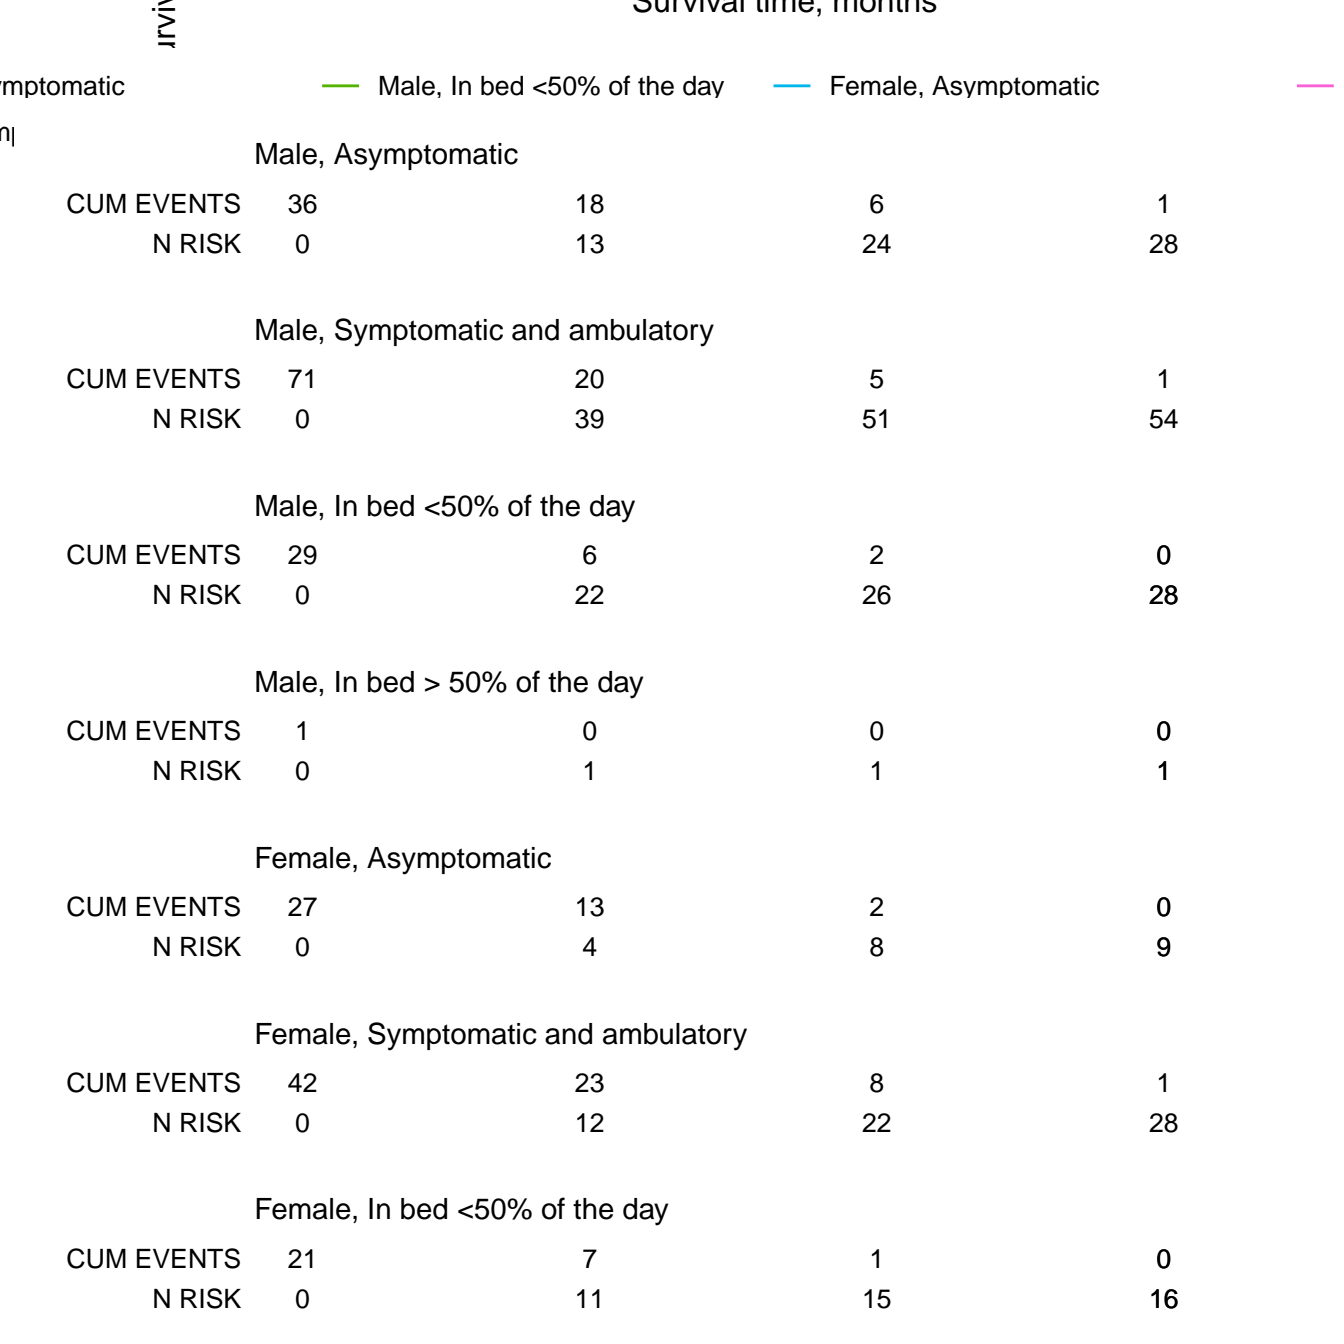 Survival time, months
Male, In bed <50% of the day Female, Asymptomatic
Male, Asymptomatic
CUM EVENTS 36 18 6 1
N RISK 0 13 24 28
Male, Symptomatic and ambulatory
CUM EVENTS 71 20 5 1
N RISK 0 39 51 54
Male, In bed <50% of the day
CUM EVENTS 29 6 2 0
N RISK 0 22 26 28
Male, In bed > 50% of the day
CUM EVENTS 1 0 0 0
N RISK 0 1 1 1
Female, Asymptomatic
CUM EVENTS 27 13 2 0
N RISK 0 4 8 9
Female, Symptomatic and ambulatory
CUM EVENTS 42 23 8 1
N RISK 0 12 22 28
Female, In bed <50% of the day
CUM EVENTS 21 7 1 0
N RISK 0 11 15 16